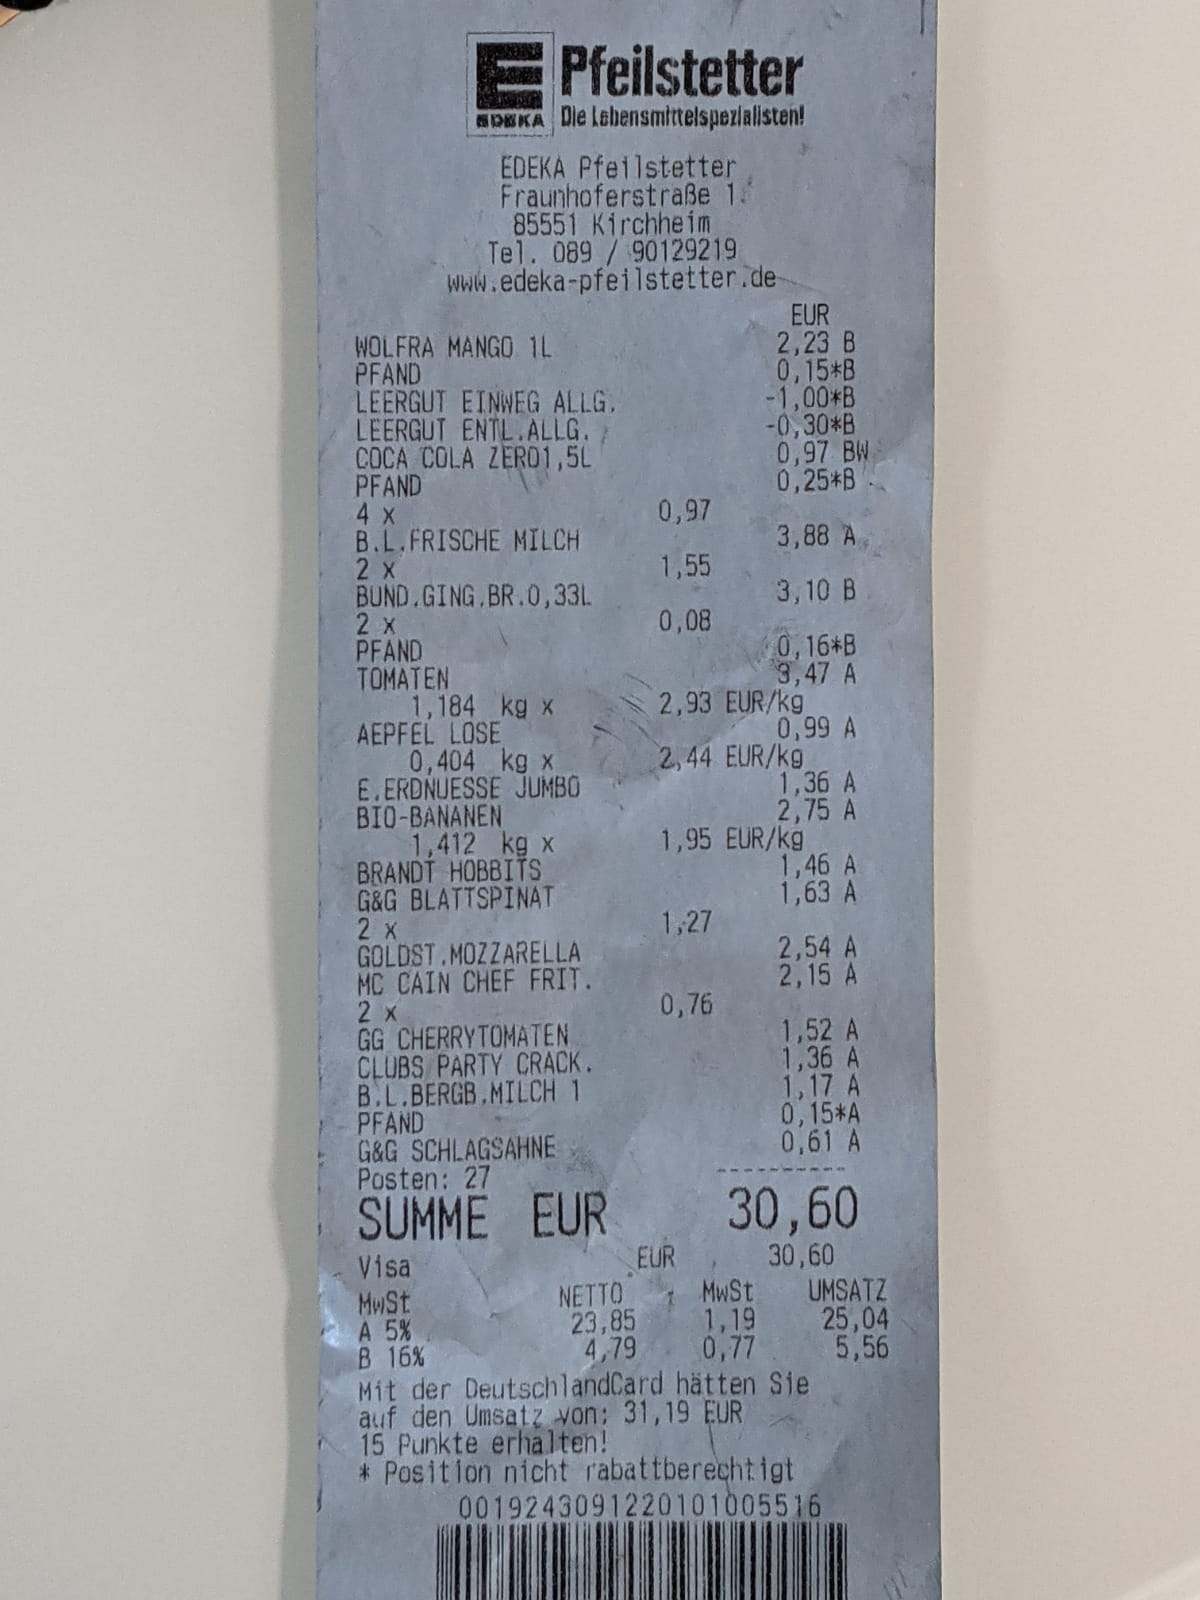 EDEKA
Pfeilstetter
Die Lebensmittelspezialisten!
EDEKA Pfeilstetter
Fraunhoferstraße 1
85551 Kirchheim
Tel. 089 / 90129219
www.edeka-pfeilstetter.de
EUR
WOLFRA MANGO 1L 2,23 B
PFAND 0,15*B
LEERGUT EINWEG ALLG. -1,00*B
LEERGUT ENTL.ALLG. -0,30*B
COCA COLA ZERO1,5L 0,97 BW
PFAND 0,25*B
4 x 0,97
B.L.FRISCHE MILCH 3,88 A
2 x 1,55
BUND.GING.BR.0,33L 3,10 B
2 x 0,08
PFAND 0,16*B
TOMATEN 3,47 A
1,184 kg x 2,93 EUR/kg
AEPFEL LOSE 0,99 A
0,404 kg x 2,44 EUR/kg
E.ERDNUESSE JUMBO 1,36 A
BIO-BANANEN 2,75 A
1,412 kg x 1,95 EUR/kg
BRANDT HOBBITS 1,46 A
G&G BLATTSPINAT 1,63 A
2 x 1,27
GOLDST.MOZZARELLA 2,54 A
MC CAIN CHEF FRIT. 2,15 A
2 x 0,76
GG CHERRYTOMATEN 1,52 A
CLUBS PARTY CRACK. 1,36 A
B.L.BERGB.MILCH 1 1,17 A
PFAND 0,15*A
G&G SCHLAGSAHNE 0,61 A
Posten: 27
SUMME EUR 30,60
Visa EUR 30,60
MwSt NETTO MwSt UMSATZ
A 5% 23,85 1,19 25,04
B 16% 4,79 0,77 5,56
Mit der DeutschlandCard hätten Sie
auf den Umsatz von: 31,19 EUR
15 Punkte erhalten!
* Position nicht rabattberechtigt
0019243091220101005516